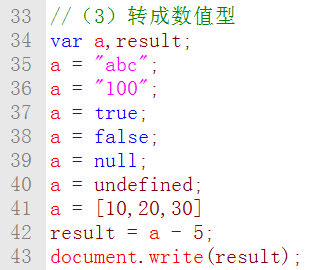 33 //（3）转成数值型
34 var a,result;
35 a = "abc";
36 a = "100";
37 a = true;
38 a = false;
39 a = null;
40 a = undefined;
41 a = [10,20,30]
42 result = a - 5;
43 document.write(result);